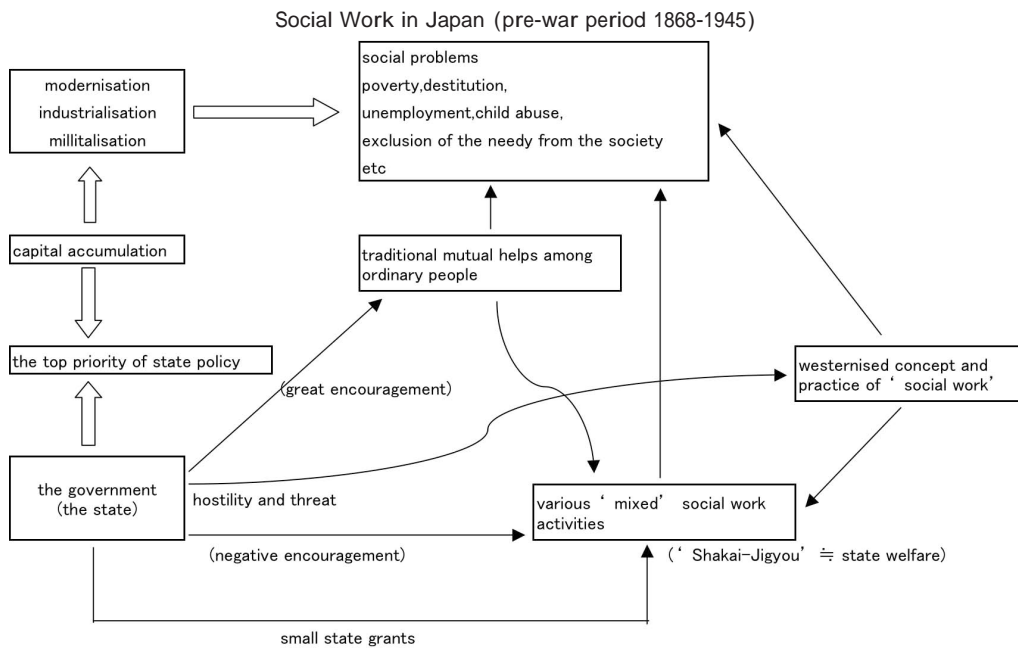 Social Work in Japan (pre-war period 1868-1945)
modernisation
industrialisation
millitalisation
social problems
poverty,destitution,
unemployment,child abuse,
exclusion of the needy from the society
etc
capital accumulation
traditional mutual helps among
ordinary people
the top priority of state policy
(great encouragement)
westernised concept and
practice of ‘ social work’
the government
(the state)
hostility and threat
various ‘ mixed’ social work
activities
(negative encouragement)
(‘ Shakai-Jigyou’ ≒ state welfare)
small state grants